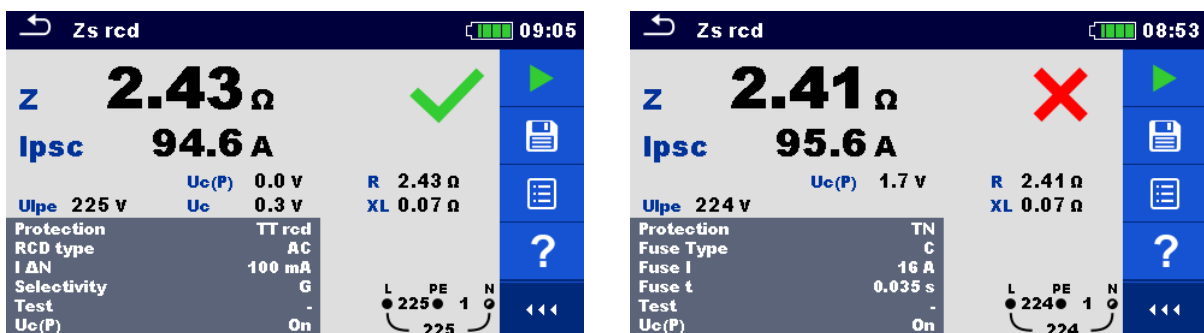 Zs rcd 09:05
Z 2.43 Ω
Ipsc 94.6 A
Uc(P) 0.0 V R 2.43 Ω
Ulpe 225 V Uc 0.3 V XL 0.07 Ω
Protection TT rcd
RCD type AC
I ΔN 100 mA
Selectivity G
Test -
Uc(P) On
L PE N
225 1
225
?
Zs rcd 08:53
Z 2.41 Ω
Ipsc 95.6 A
Uc(P) 1.7 V R 2.41 Ω
Ulpe 224 V XL 0.07 Ω
Protection TN
Fuse Type C
Fuse I 16 A
Fuse t 0.035 s
Test -
Uc(P) On
L PE N
224 1
224
?